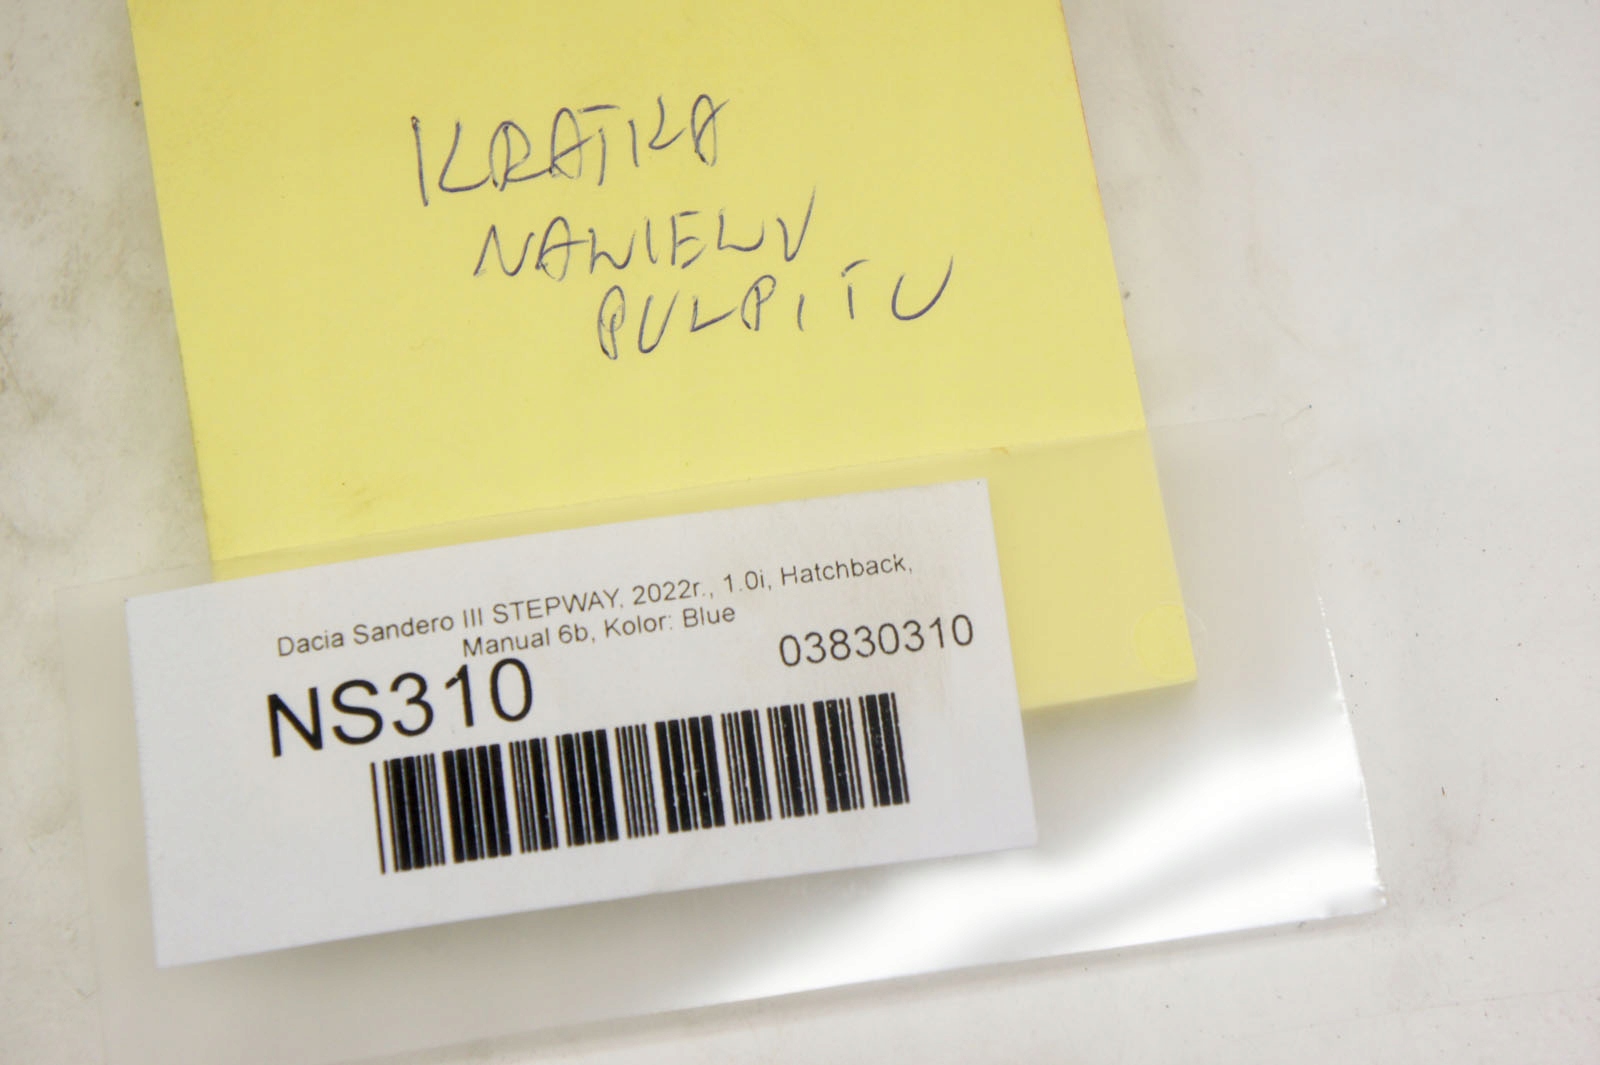 KRATKA
NAWIEWU
PULPITU
Dacia Sandero III STEPWAY. 2022r., 1.0i, Hatchback,
Manual 6b, Kolor: Blue
NS310
03830310